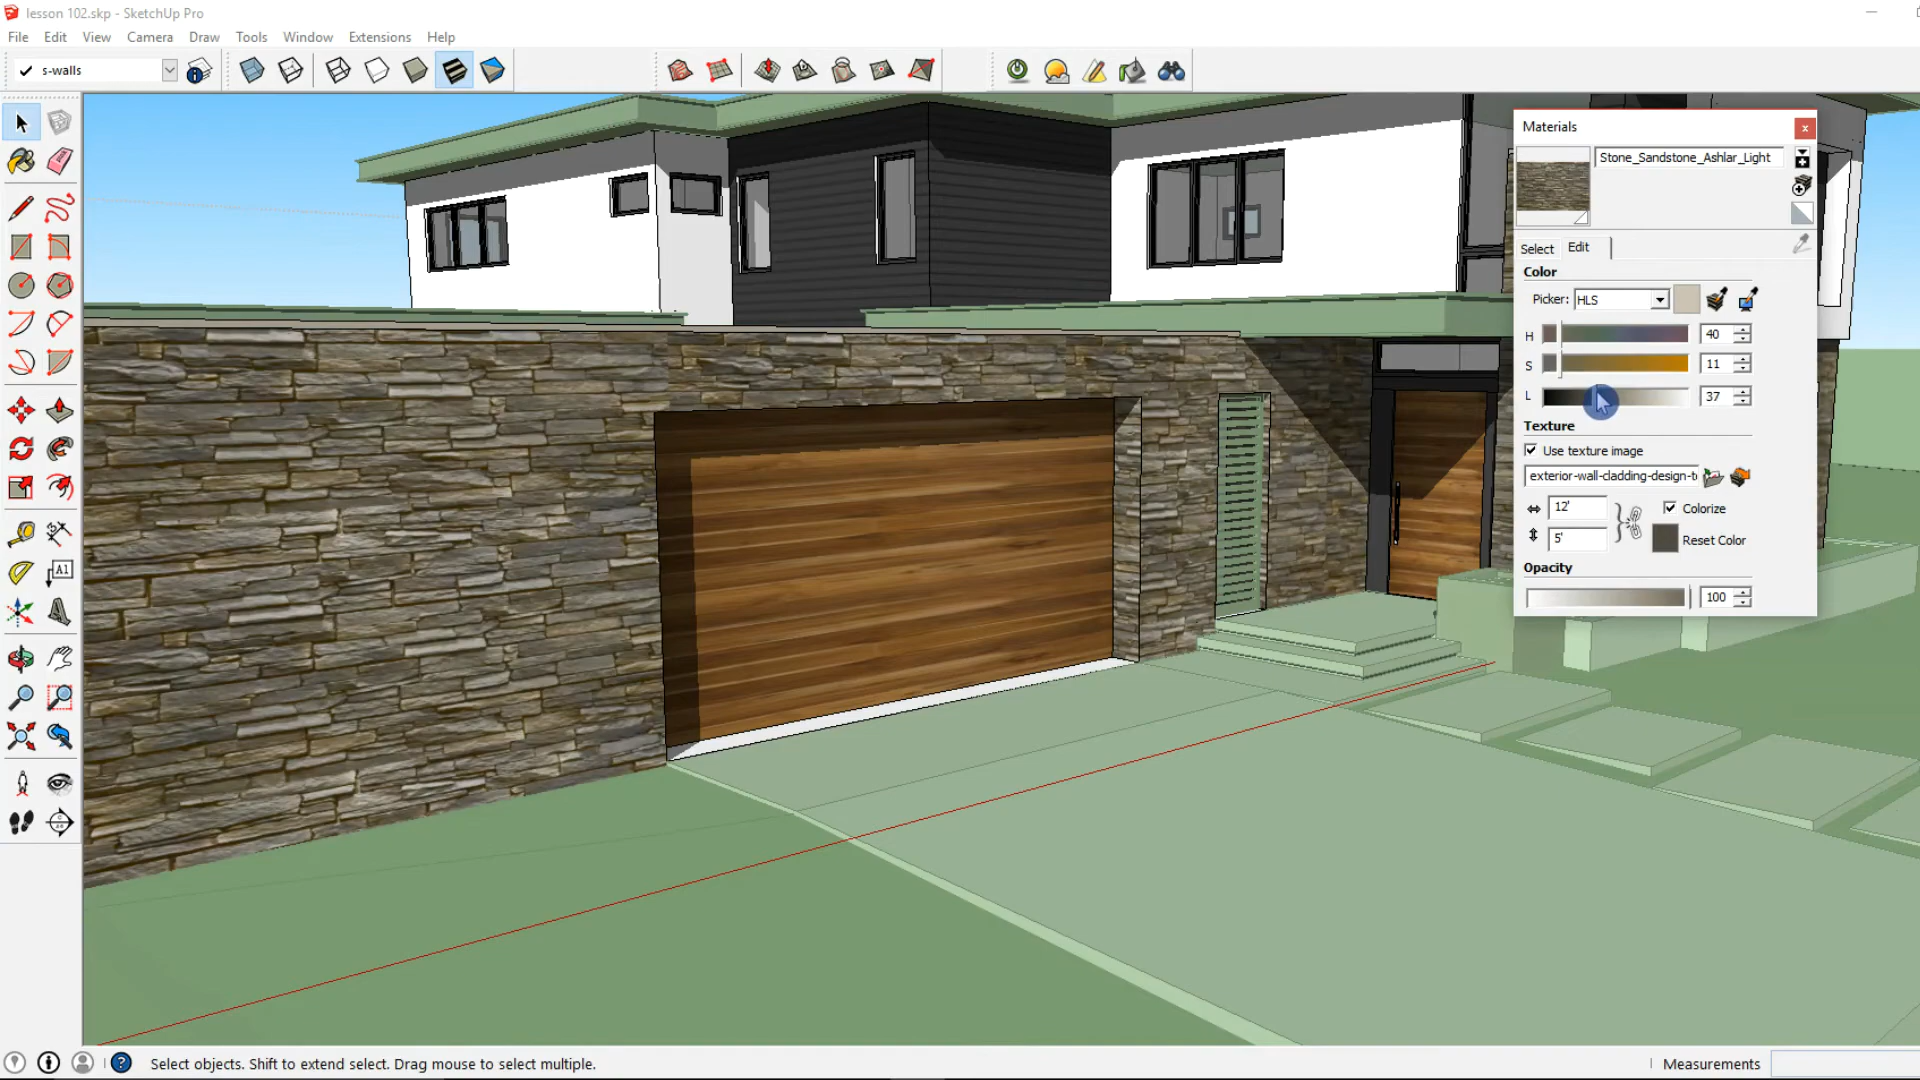 lesson 102.skp - SketchUp Pro
File Edit View Camera Draw Tools Window Extensions Help
s-walls
Materials
x
Stone_Sandstone_Ashlar_Light
Select Edit
Color
Picker: HLS
H 40
S 11
L 37
Texture
Use texture image
exterior-wall-cladding-design-t
12'
Colorize
5'
Reset Color
Opacity
100
A1
Select objects. Shift to extend select. Drag mouse to select multiple.
Measurements